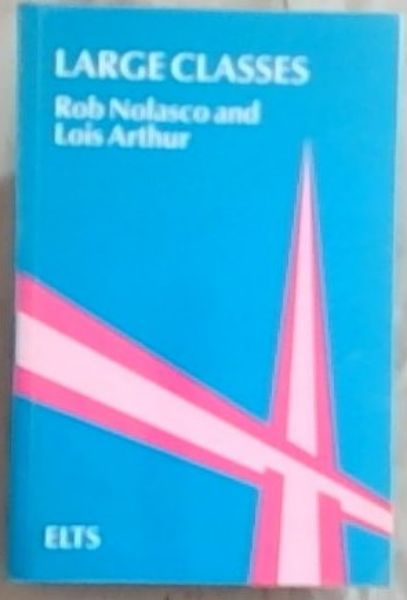 LARGE CLASSES
Rob Nolasco and
Lois Arthur
ELTS